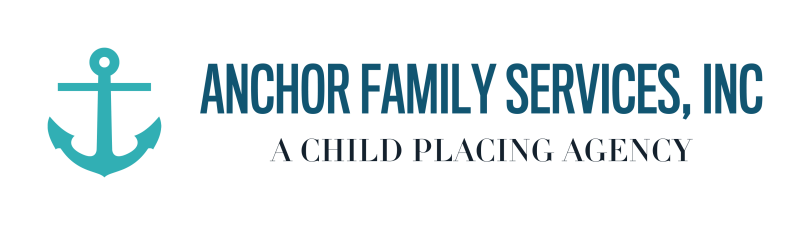 ANCHOR FAMILY SERVICES, INC
A CHILD PLACING AGENCY